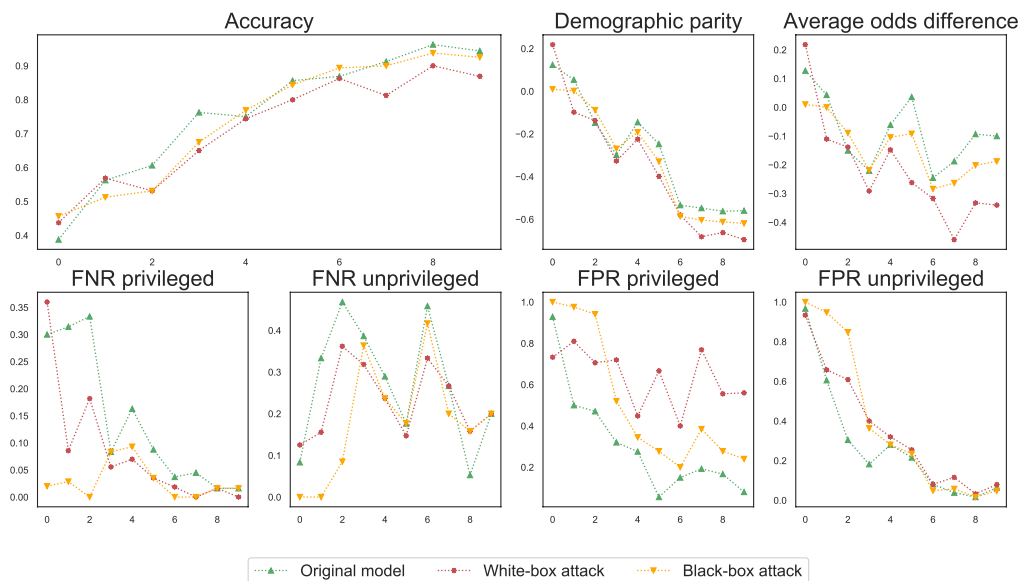 Accuracy
Demographic parity
Average odds difference
0.9
0.8
0.7
0.6
0.5
0.4
0 2 4 6 8
0.2
0.0
−0.2
−0.4
−0.6
0 2 4 6 8
0.2
0.1
0.0
−0.1
−0.2
−0.3
−0.4
0 2 4 6 8
FNR privileged
FNR unprivileged
FPR privileged
FPR unprivileged
0.35
0.30
0.25
0.20
0.15
0.10
0.05
0.00
0 2 4 6 8
0.4
0.3
0.2
0.1
0.0
0 2 4 6 8
1.0
0.8
0.6
0.4
0.2
0 2 4 6 8
1.0
0.8
0.6
0.4
0.2
0.0
0 2 4 6 8
Original model White-box attack Black-box attack